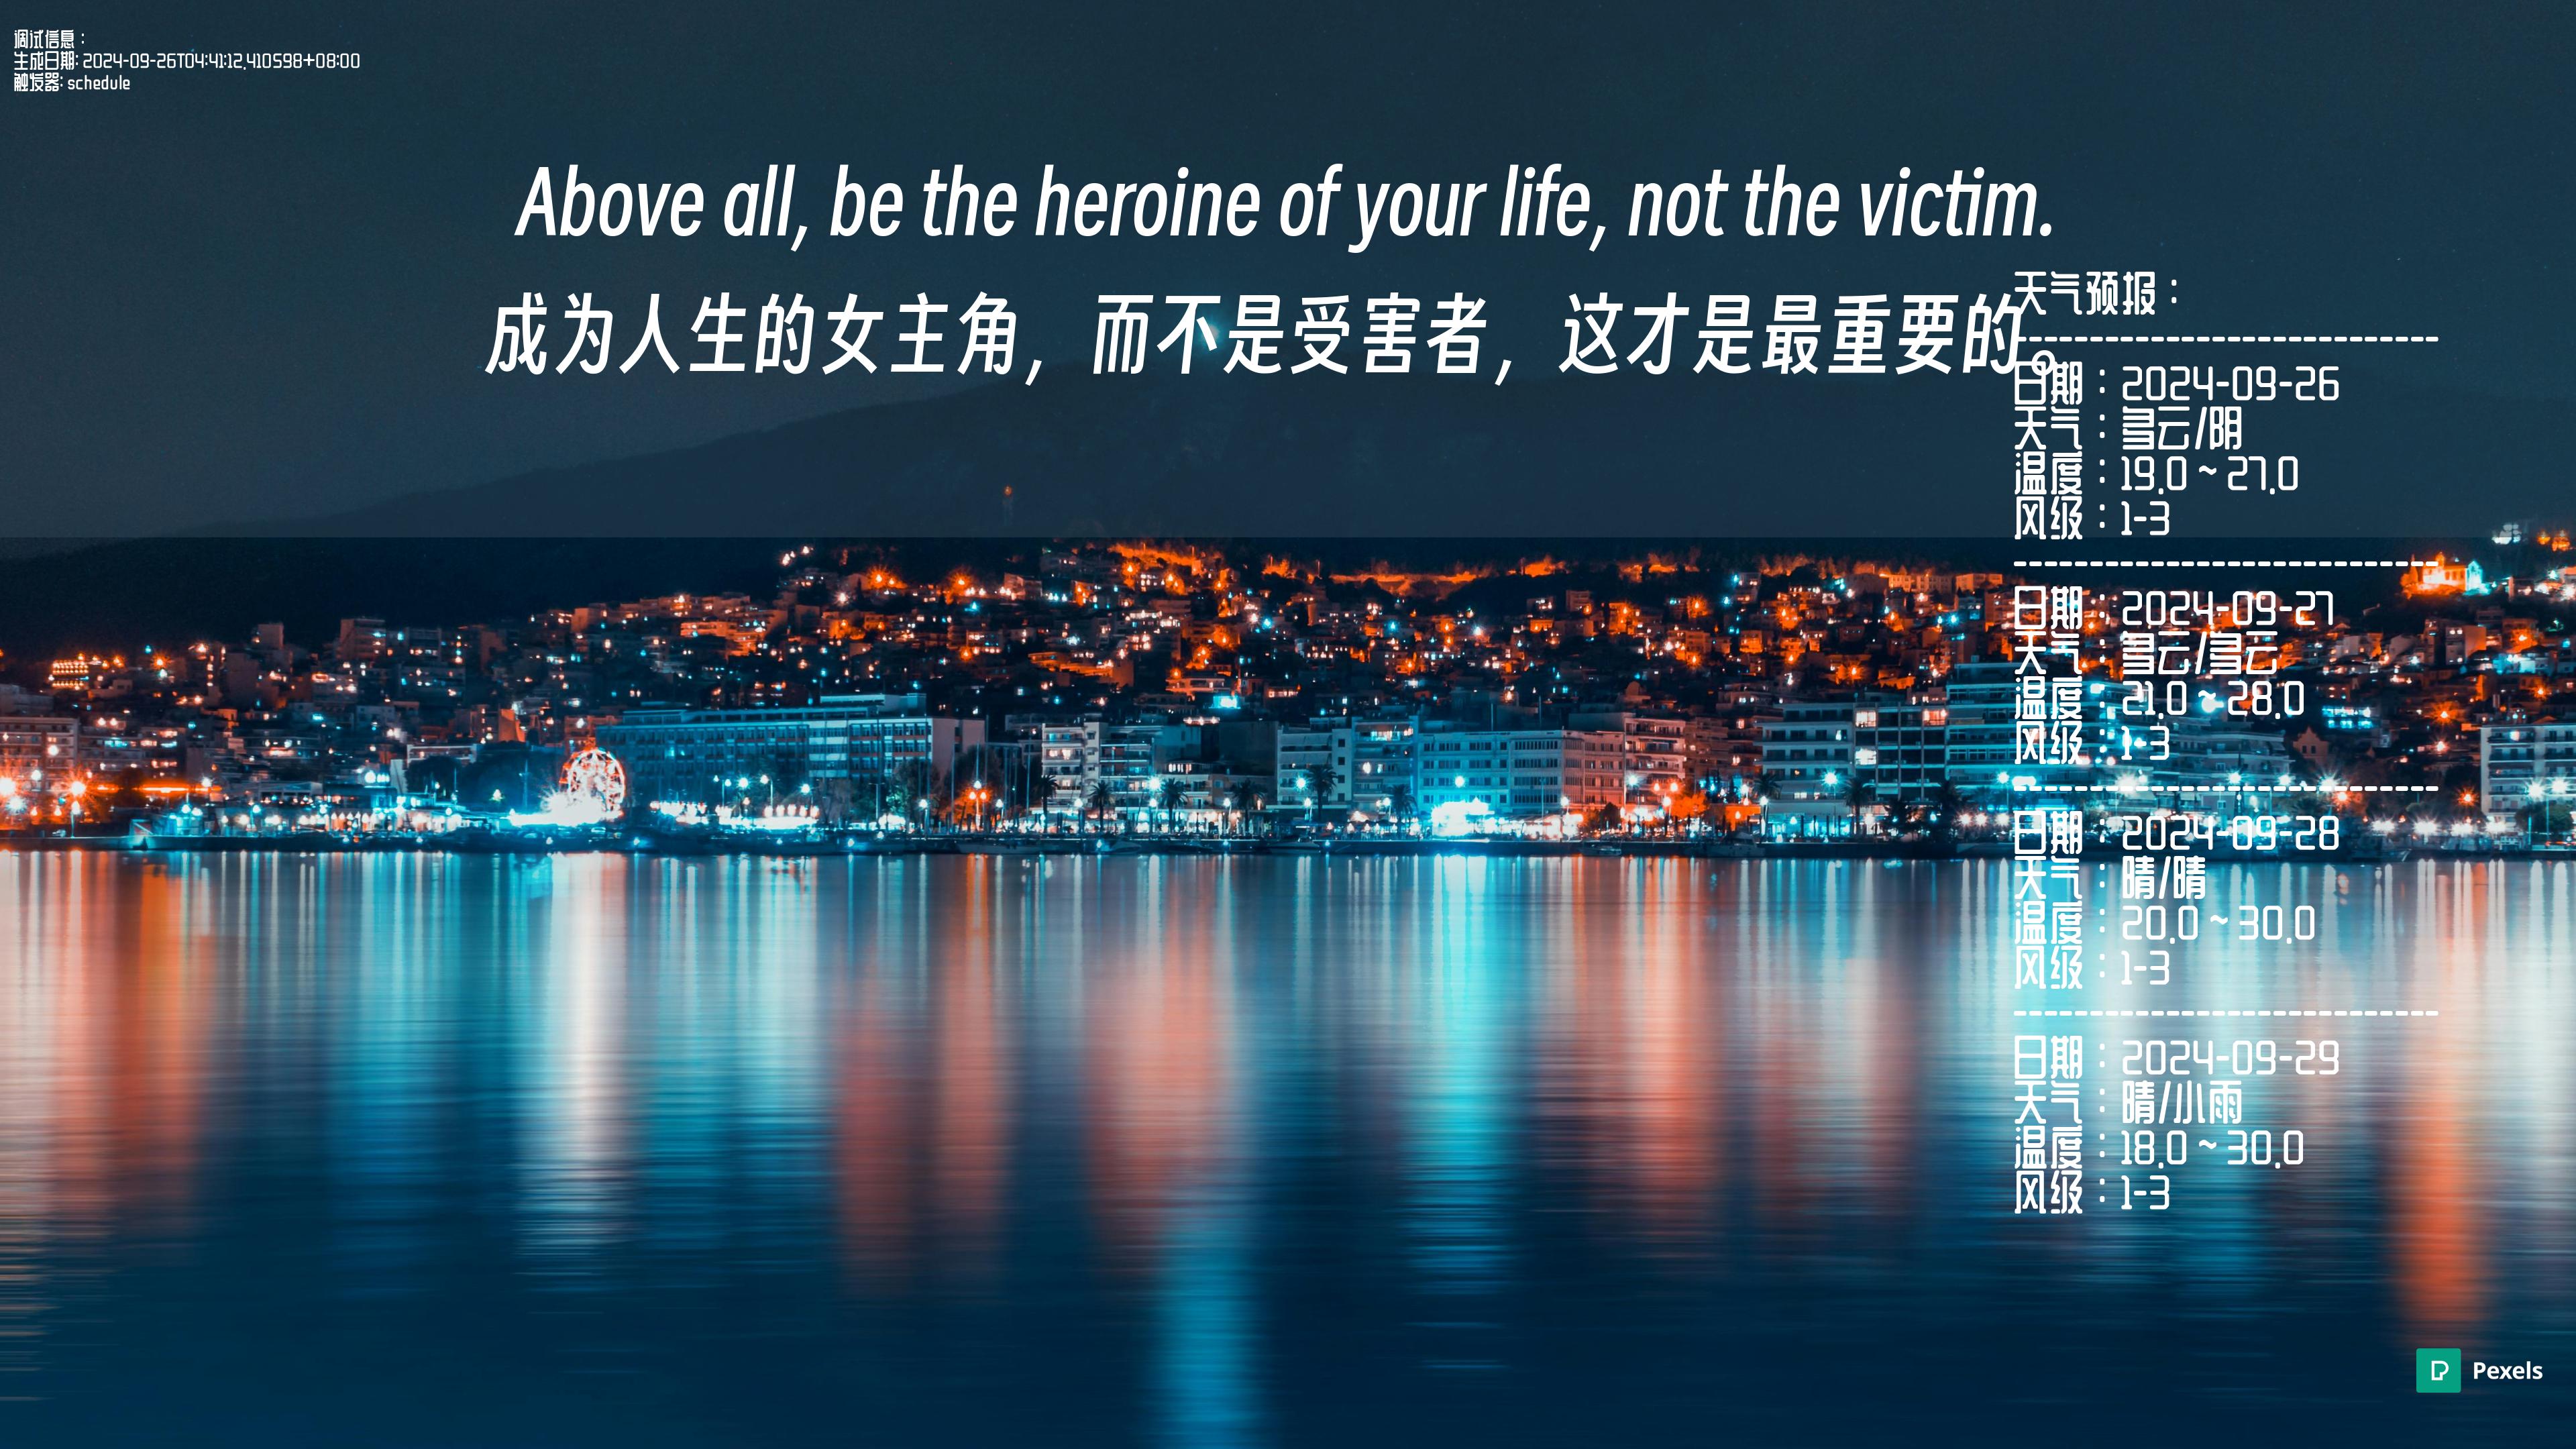 调试信息：
生成日期: 2024-09-26T04:41:12.410598+08:00
触发器: schedule
Above all, be the heroine of your life, not the victim.
成为人生的女主角，而不是受害者，这才是最重要的。
天气预报：
----------------------------
日期：2024-09-26
天气：多云/阴
温度：19.0 ~ 27.0
风级：1-3
----------------------------
日期：2024-09-27
天气：多云/多云
温度：21.0 ~ 28.0
风级：1-3
----------------------------
日期：2024-09-28
天气：晴/晴
温度：20.0 ~ 30.0
风级：1-3
----------------------------
日期：2024-09-29
天气：晴/小雨
温度：18.0 ~ 30.0
风级：1-3
Pexels